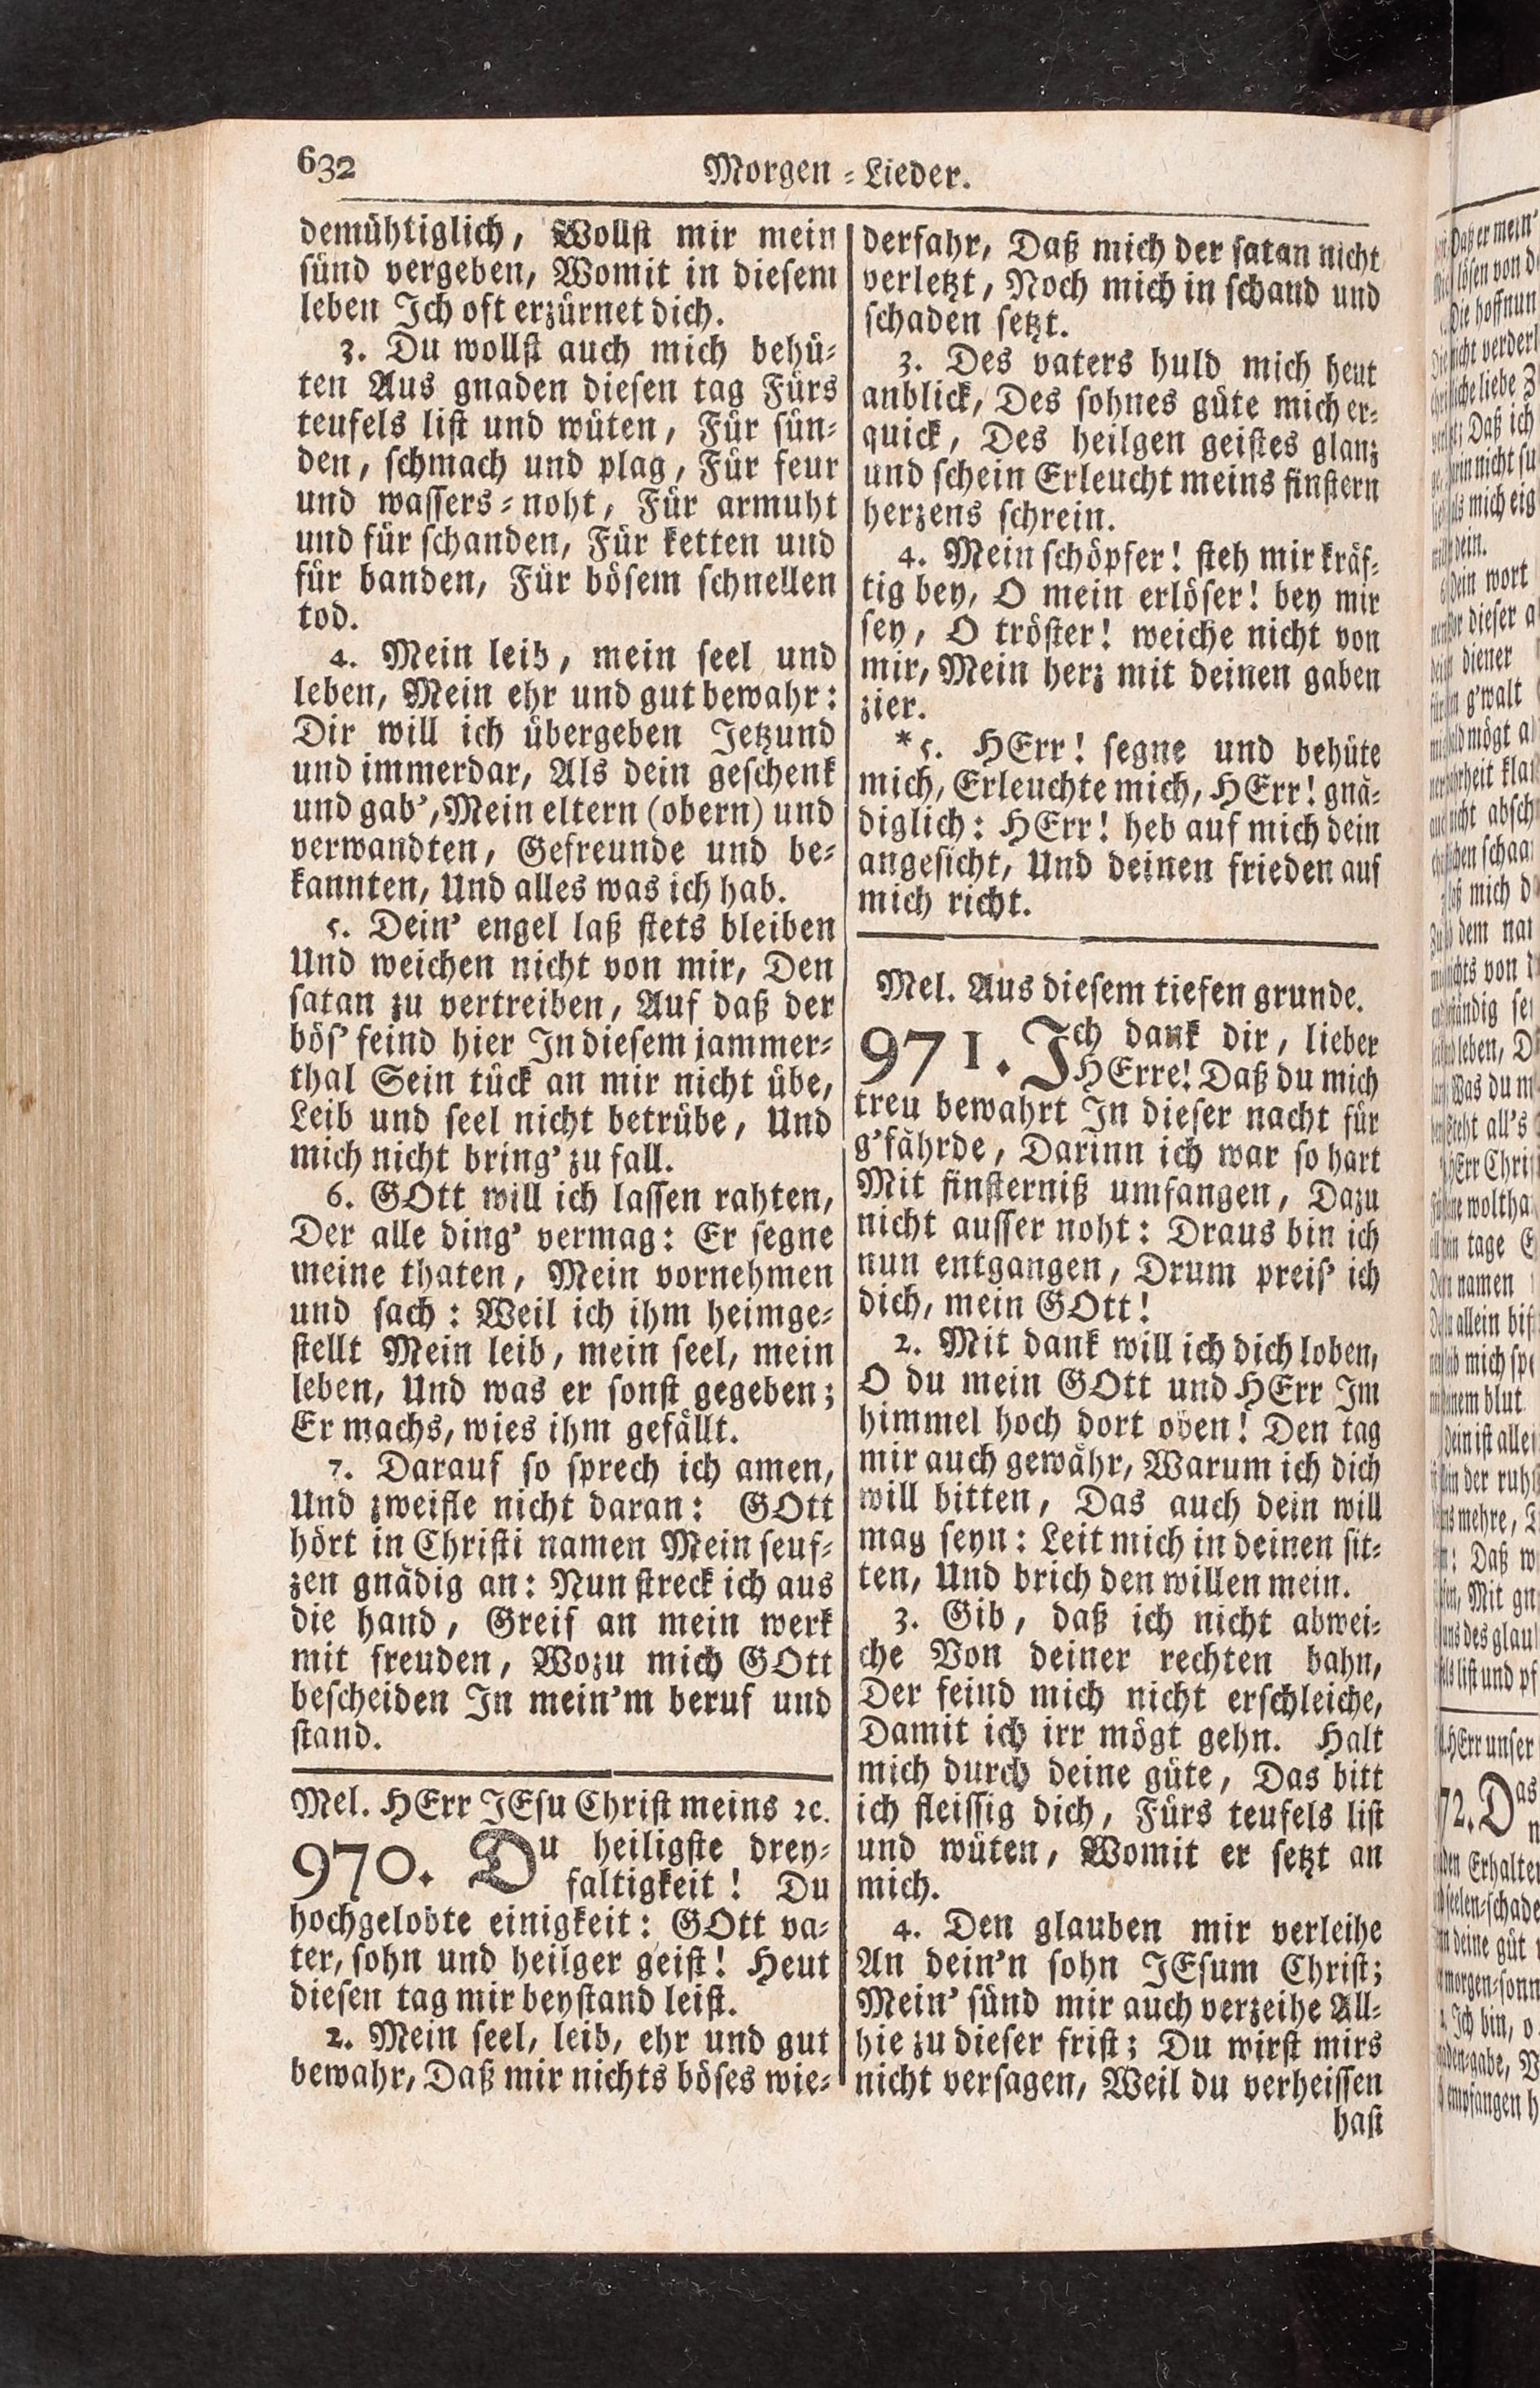 632
Morgen-Lieder.
demühtiglich, Wollst mir mein
sünd vergeben, Womit in diesem
leben Ich oft erzürnet dich.
3. Du wollst auch mich behü-
ten Aus gnaden diesen tag Fürs
teufels list und wüten, Für sün-
den, schmach und plag, Für feur
und wassers-noht, Für armuht
und für schanden, Für ketten und
für banden, Für bösem schnellen
tod.
4. Mein leib, mein seel und
leben, Mein ehr und gut bewahr:
Dir will ich übergeben Jetzund
und immerdar, Als dein geschenk
und gab', Mein eltern (obern) und
verwandten, Gefreunde und be-
kannten, Und alles was ich hab.
5. Dein' engel laß stets bleiben
Und weichen nicht von mir, Den
satan zu vertreiben, Auf daß der
bös' feind hier In diesem jammer-
thal Sein tück an mir nicht übe,
Leib und seel nicht betrübe, Und
mich nicht bring' zu fall.
6. GOtt will ich lassen rahten,
Der alle ding' vermag: Er segne
meine thaten, Mein vornehmen
und sach: Weil ich ihm heimge-
stellt Mein leib, mein seel, mein
leben, Und was er sonst gegeben;
Er machs, wies ihm gefällt.
7. Darauf so sprech ich amen,
Und zweifle nicht daran: GOtt
hört in Christi namen Mein seuf-
zen gnädig an: Nun streck ich aus
die hand, Greif an mein werk
mit freuden, Wozu mich GOtt
bescheiden In mein'm beruf und
stand.
Mel. HErr JEsu Christ meins ꝛc.
970. Du heiligste drey-
faltigkeit! Du
hochgelobte einigkeit: GOtt va-
ter, sohn und heilger geist! Heut
diesen tag mir beystand leist.
2. Mein seel, leib, ehr und gut
bewahr, Daß mir nichts böses wie-
derfahr, Daß mich der satan nicht
verletzt, Noch mich in schand und
schaden setzt.
3. Des vaters huld mich heut
anblick, Des sohnes güte mich er-
quick, Des heilgen geistes glanz
und schein Erleucht meins finstern
herzens schrein.
4. Mein schöpfer! steh mir kräf-
tig bey, O mein erlöser! bey mir
sey, O tröster! weiche nicht von
mir, Mein herz mit deinen gaben
zier.
*5. HErr! segne und behüte
mich, Erleuchte mich, HErr! gnä-
diglich: HErr! heb auf mich dein
angesicht, Und deinen frieden auf
mich richt.
Mel. Aus diesem tiefen grunde.
971. Ich dank dir, lieber
HErre! Daß du mich
treu bewahrt In dieser nacht für
g'fährde, Darinn ich war so hart
Mit finsterniß umfangen, Dazu
nicht ausser noht: Draus bin ich
nun entgangen, Drum preis' ich
dich, mein GOtt!
2. Mit dank will ich dich loben,
O du mein GOtt und HErr Im
himmel hoch dort oben! Den tag
mir auch gewähr, Warum ich dich
will bitten, Das auch dein will
mag seyn: Leit mich in deinen sit-
ten, Und brich den willen mein.
3. Gib, daß ich nicht abwei-
che Von deiner rechten bahn,
Der feind mich nicht erschleiche,
Damit ich irr mögt gehn. Halt
mich durch deine güte, Das bitt
ich fleissig dich, Fürs teufels list
und wüten, Womit er setzt an
mich.
4. Den glauben mir verleihe
An dein'n sohn JEsum Christ;
Mein' sünd mir auch verzeihe All-
hie zu dieser frist; Du wirst mirs
nicht versagen, Weil du verheissen
hast